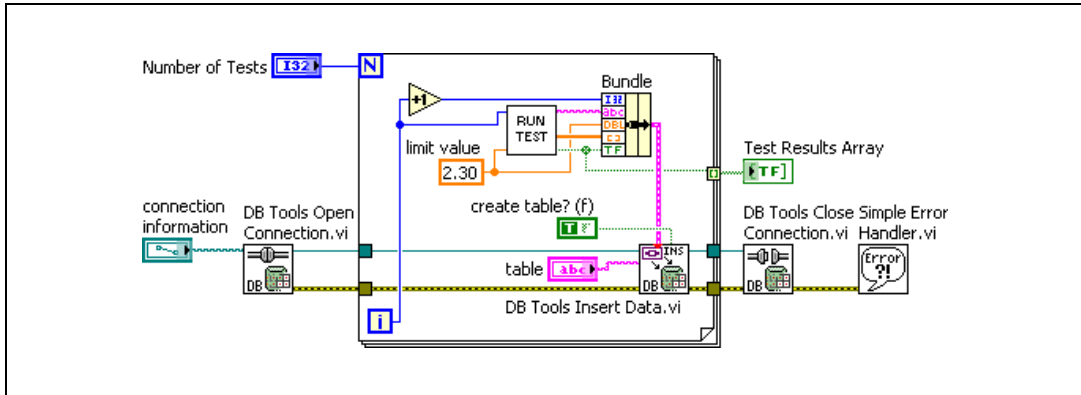 Number of Tests
I32
N
+1
Bundle
I32
abc
DBL
[ ]
TF
RUN
TEST
limit value
2.30
Test Results Array
TF
connection
information
DB Tools Open
Connection.vi
DB
create table? (f)
T
table
abc
INS
DB
DB Tools Insert Data.vi
DB Tools Close
Connection.vi
DB
Simple Error
Handler.vi
Error
?!
i